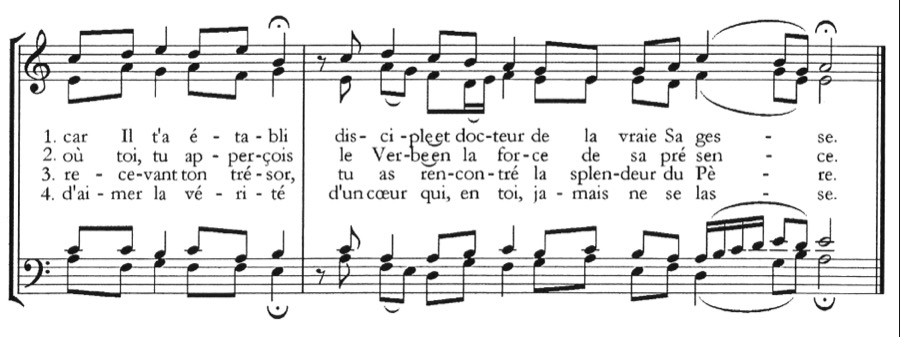 1. car Il t'a é - ta - bli dis- ci -ple et doc-teur de la vraie Sa ges - se.
2. où toi, tu ap - per-çois le Ver-be en la for-ce de sa pré sen - ce.
3. re - ce-vant ton tré-sor, tu as ren-con-tré la splen-deur du Pè - re.
4. d'ai-mer la vé - ri - té d'un cœur qui, en toi, ja-mais ne se las - se.